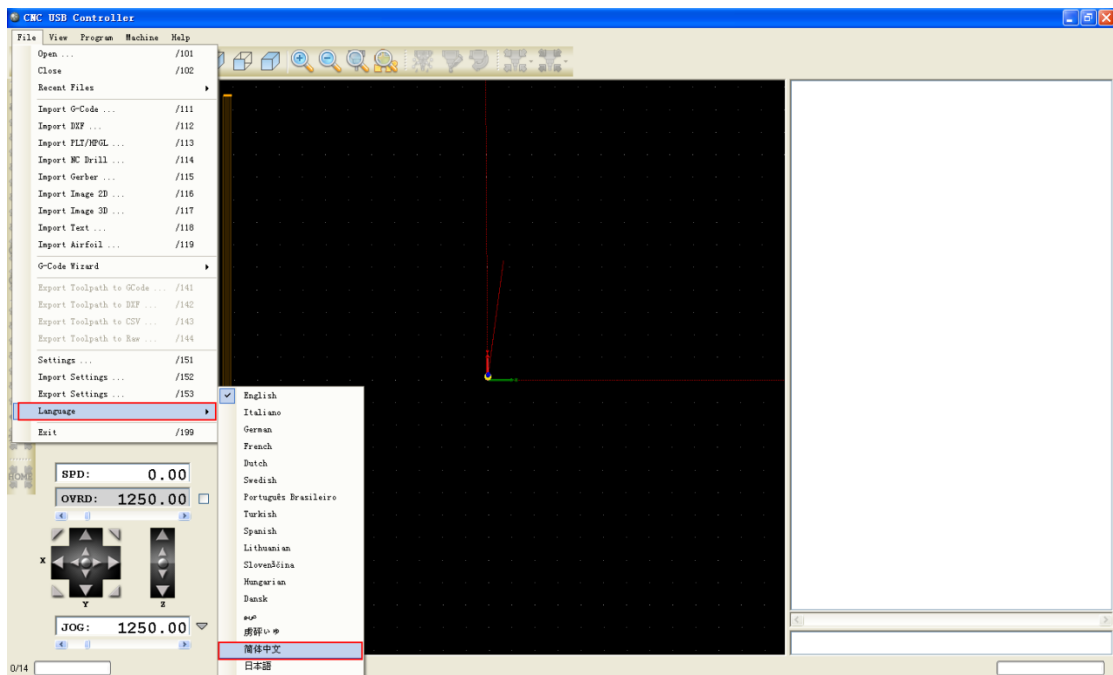 CNC USB Controller
File View Program Machine Help
Open ... /101
Close /102
Recent Files
Import G-Code ... /111
Import DXF ... /112
Import PLT/HPGL ... /113
Import NC Drill ... /114
Import Gerber ... /115
Import Image 2D ... /116
Import Image 3D ... /117
Import Text ... /118
Import Airfoil ... /119
G-Code Wizard
Export Toolpath to GCode ... /141
Export Toolpath to DXF ... /142
Export Toolpath to CSV ... /143
Export Toolpath to Raw ... /144
Settings ... /151
Import Settings ... /152
Export Settings ... /153
Language
Exit /199
English
Italiano
German
French
Dutch
Swedish
Português Brasileiro
Turkish
Spanish
Lithuanian
Hungarian
Dansk
简体中文
日本語
HOME
SPD: 0.00
OVRD: 1250.00
X
Y Z
JOG: 1250.00
0/14